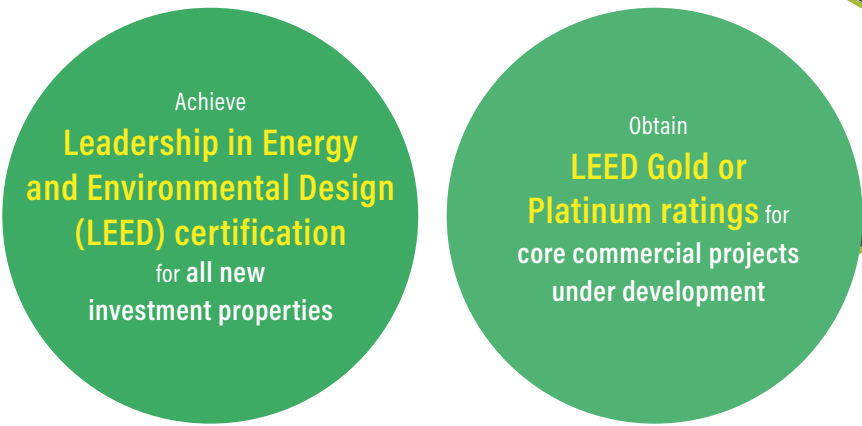 Achieve
Leadership in Energy
and Environmental Design
(LEED) certification
for all new
investment properties
Obtain
LEED Gold or
Platinum ratings for
core commercial projects
under development